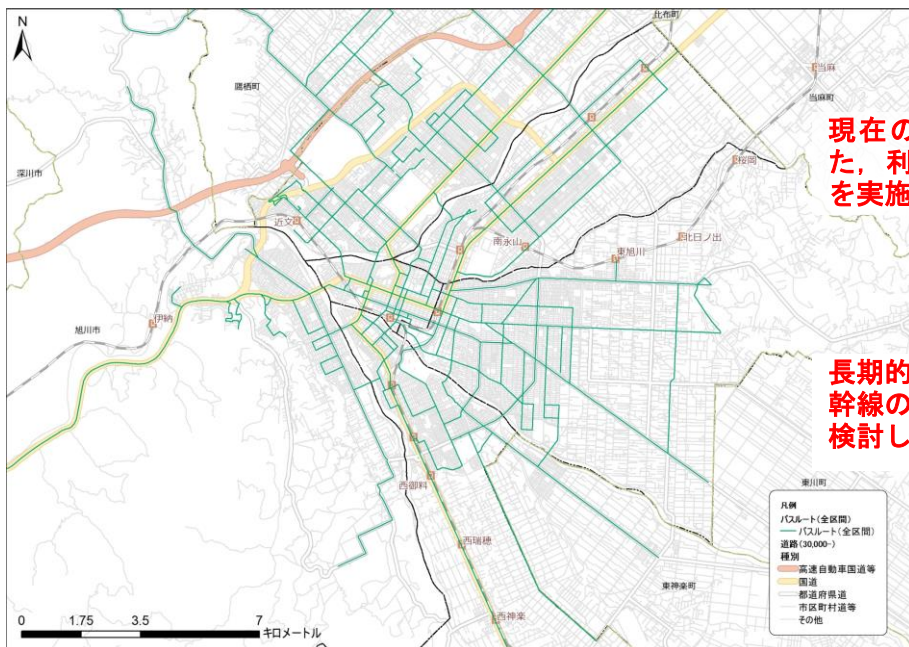 N
比布町
当麻
当麻町
鷹栖町
現在の
た，利
を実施
桜岡
深川市
近文
南永山
東旭川
北日ノ出
伊納
旭川市
長期的
幹線の
検討し
西御料
東川町
西瑞穂
東神楽町
西神楽
凡例
バスルート(全区間)
バスルート(全区間)
道路(30,000-)
種別
高速自動車国道等
国道
都道府県道
市区町村道等
その他
0 1.75 3.5 7
キロメートル